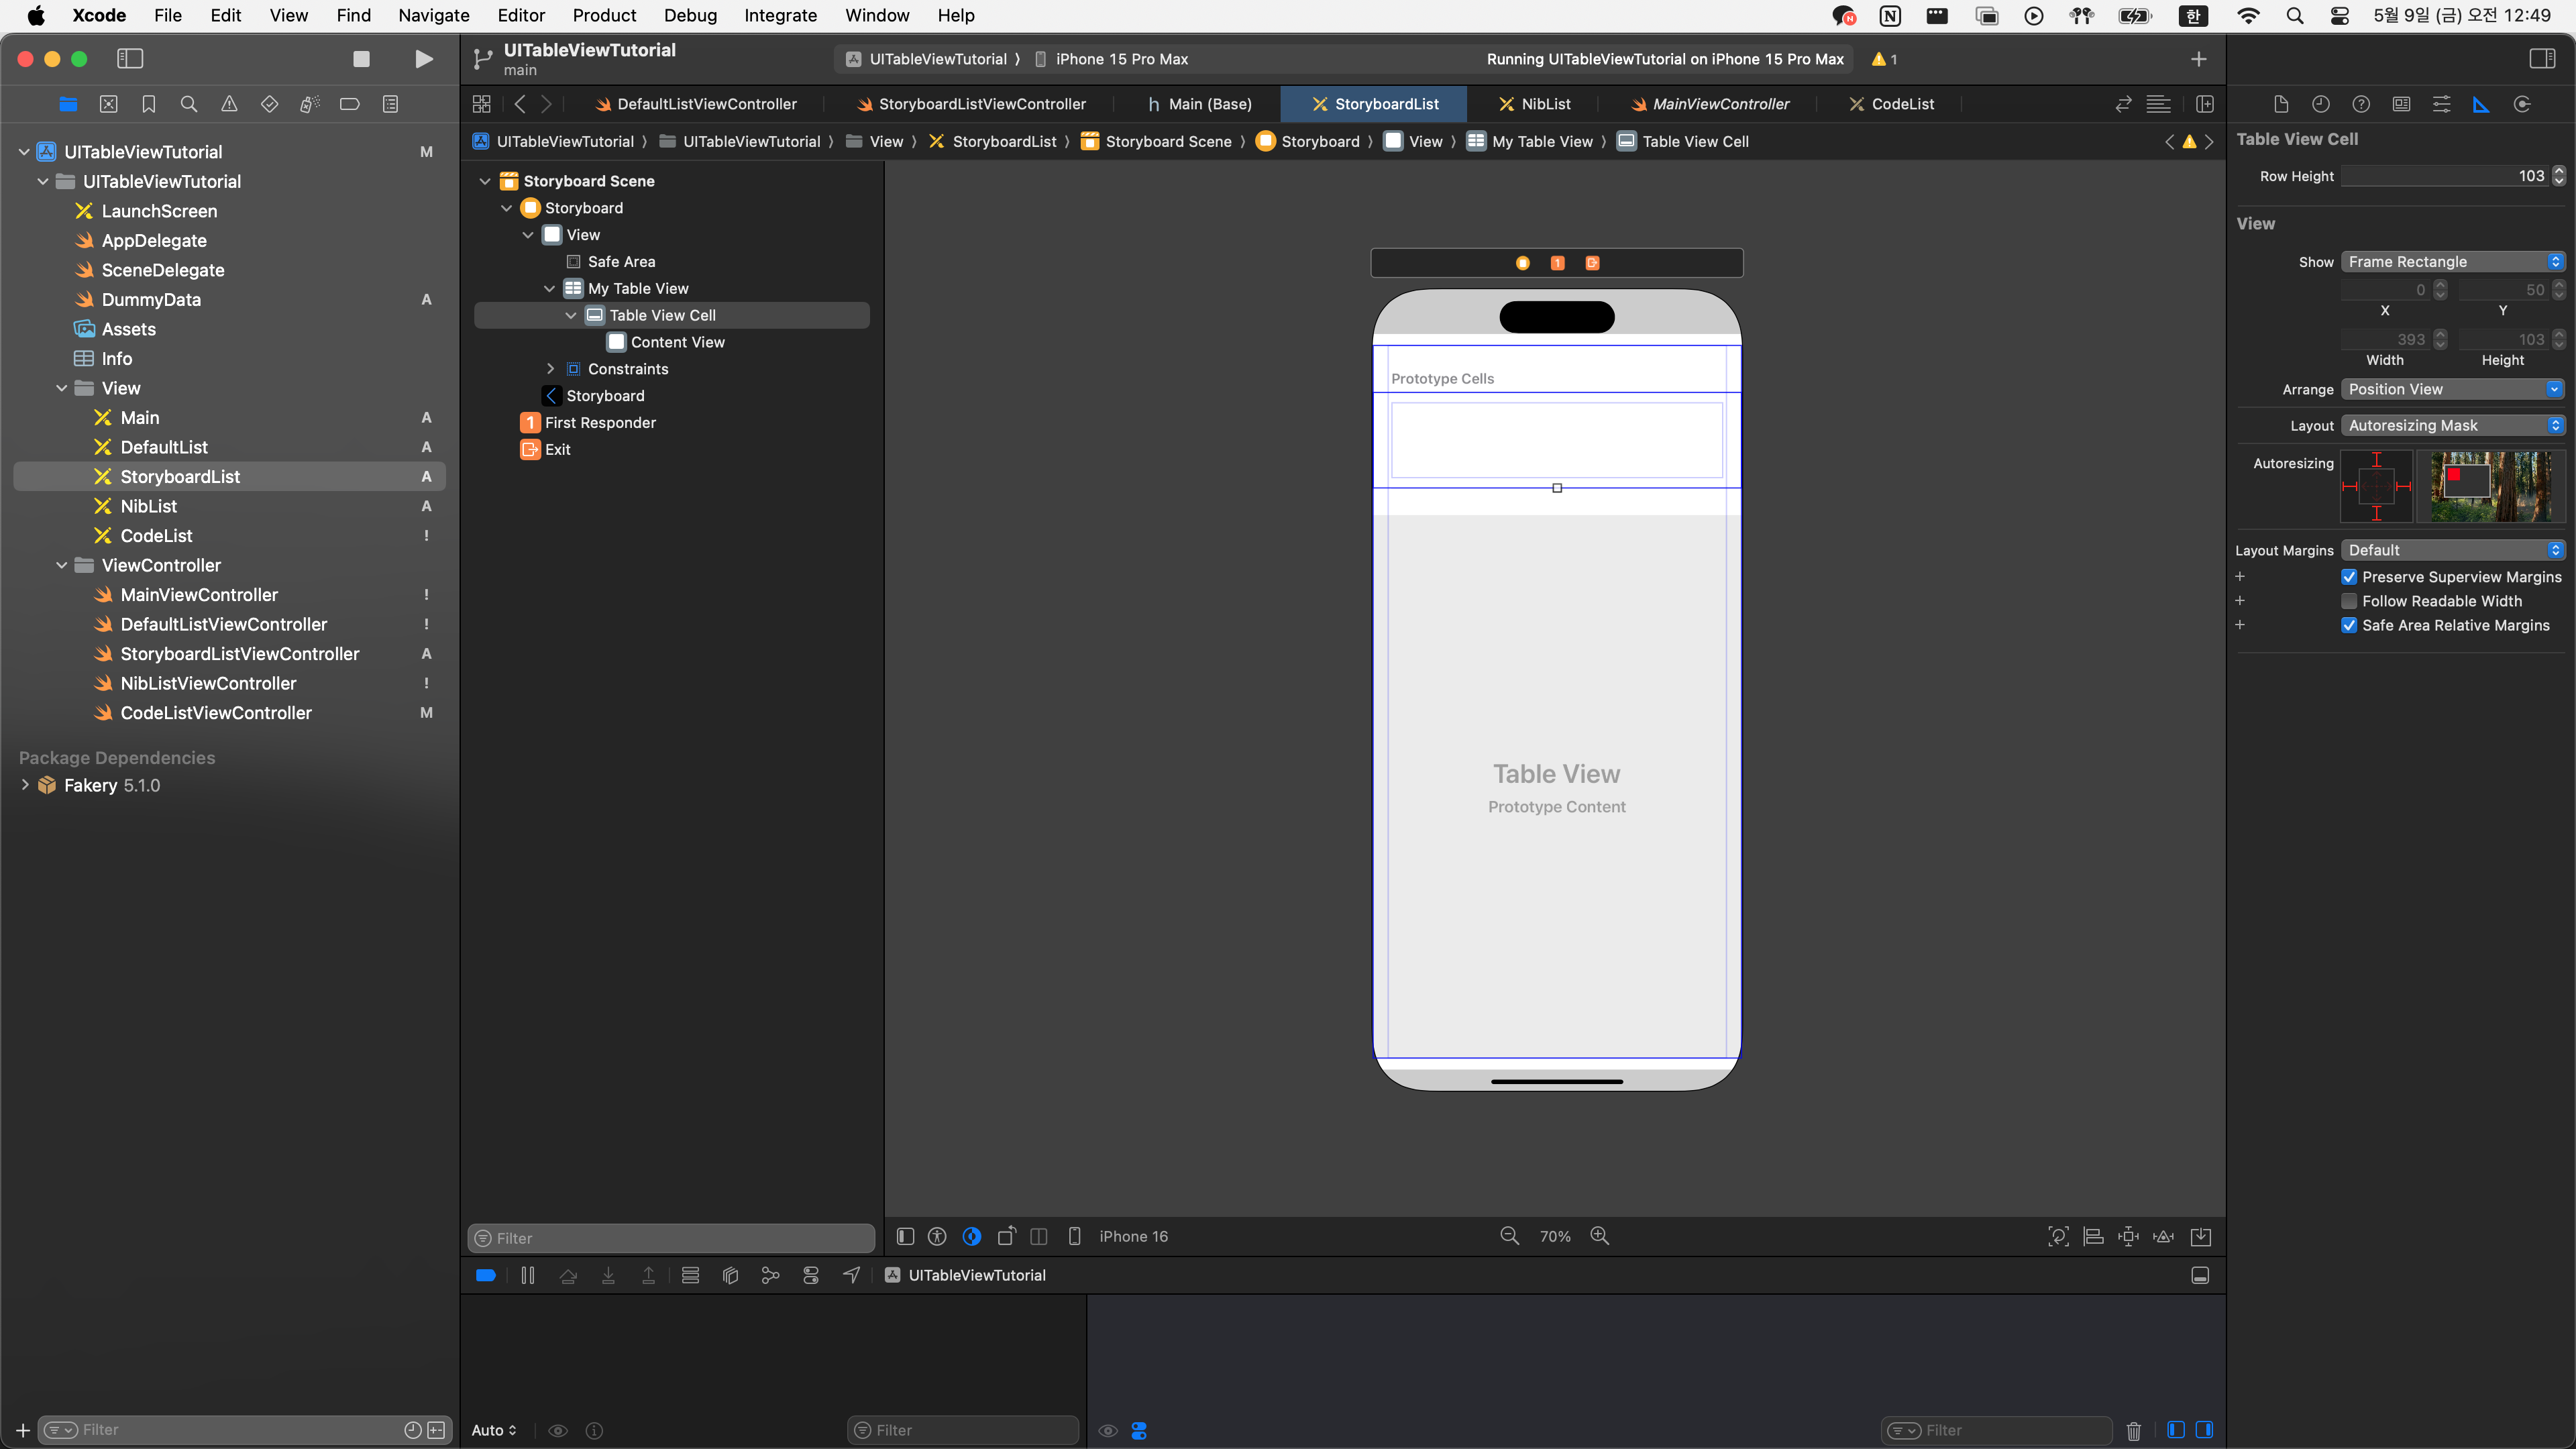 Xcode File Edit View Find Navigate Editor Product Debug Integrate Window Help
N N 한 5월 9일 (금) 오전 12:49
UITableViewTutorial
main
UITableViewTutorial 〉 iPhone 15 Pro Max
Running UITableViewTutorial on iPhone 15 Pro Max
1
DefaultListViewController
StoryboardListViewController
h Main (Base)
StoryboardList
NibList
MainViewController
CodeList
UITableViewTutorial 〉 UITableViewTutorial 〉 View 〉 StoryboardList 〉 Storyboard Scene 〉 Storyboard 〉 View 〉 My Table View 〉 Table View Cell
UITableViewTutorial M
UITableViewTutorial
LaunchScreen
AppDelegate
SceneDelegate
DummyData A
Assets
Info
View
Main A
DefaultList A
StoryboardList A
NibList A
CodeList !
ViewController
MainViewController !
DefaultListViewController !
StoryboardListViewController A
NibListViewController !
CodeListViewController M
Package Dependencies
Fakery 5.1.0
Filter
Storyboard Scene
Storyboard
View
Safe Area
My Table View
Table View Cell
Content View
Constraints
Storyboard
1 First Responder
Exit
Filter
1
Prototype Cells
Table View
Prototype Content
iPhone 16
70%
UITableViewTutorial
Auto
Filter
Filter
Table View Cell
Row Height 103
View
Show Frame Rectangle
0 50
X Y
393 103
Width Height
Arrange Position View
Layout Autoresizing Mask
Autoresizing
Layout Margins Default
Preserve Superview Margins
Follow Readable Width
Safe Area Relative Margins